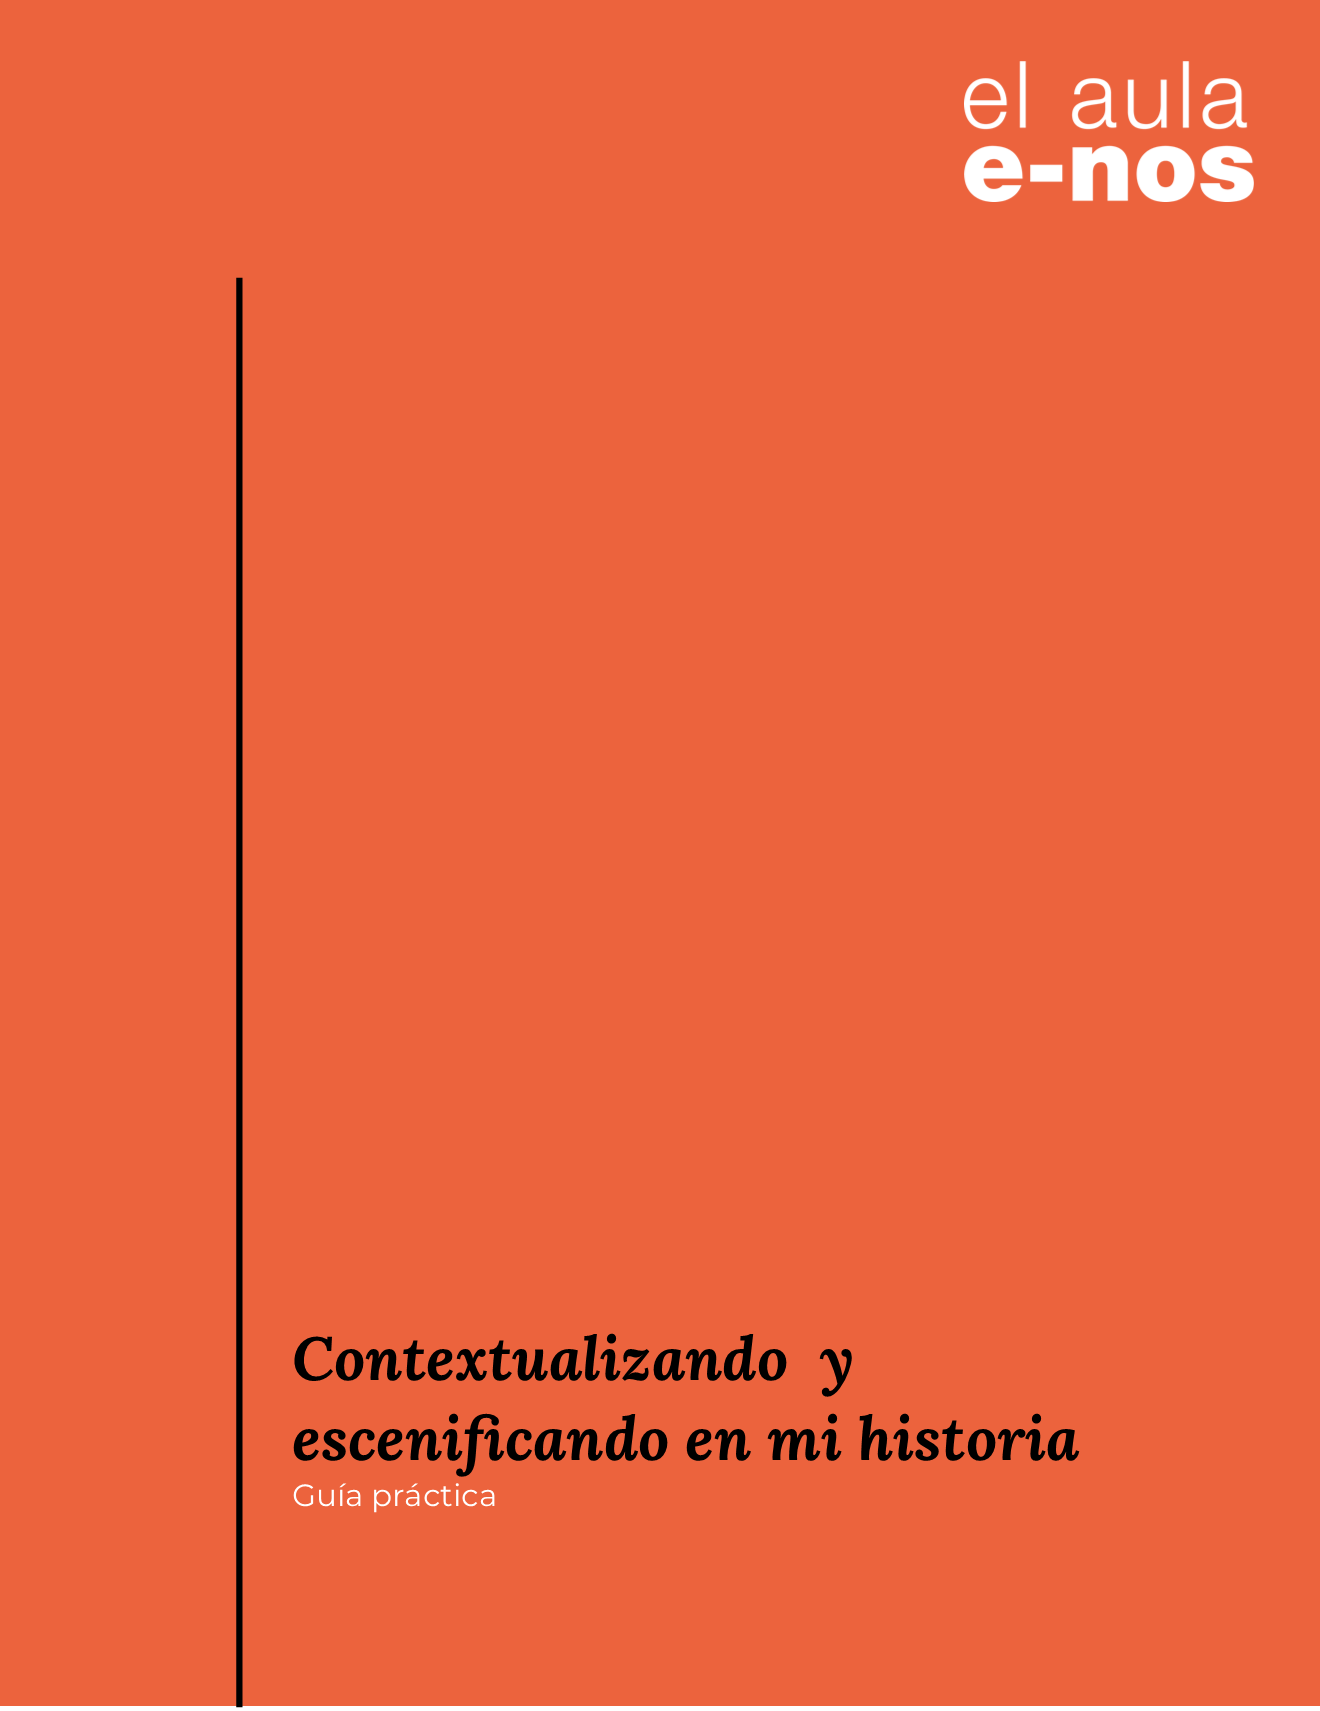 el aula
e-nos
Contextualizando y
escenificando en mi historia
Guía práctica